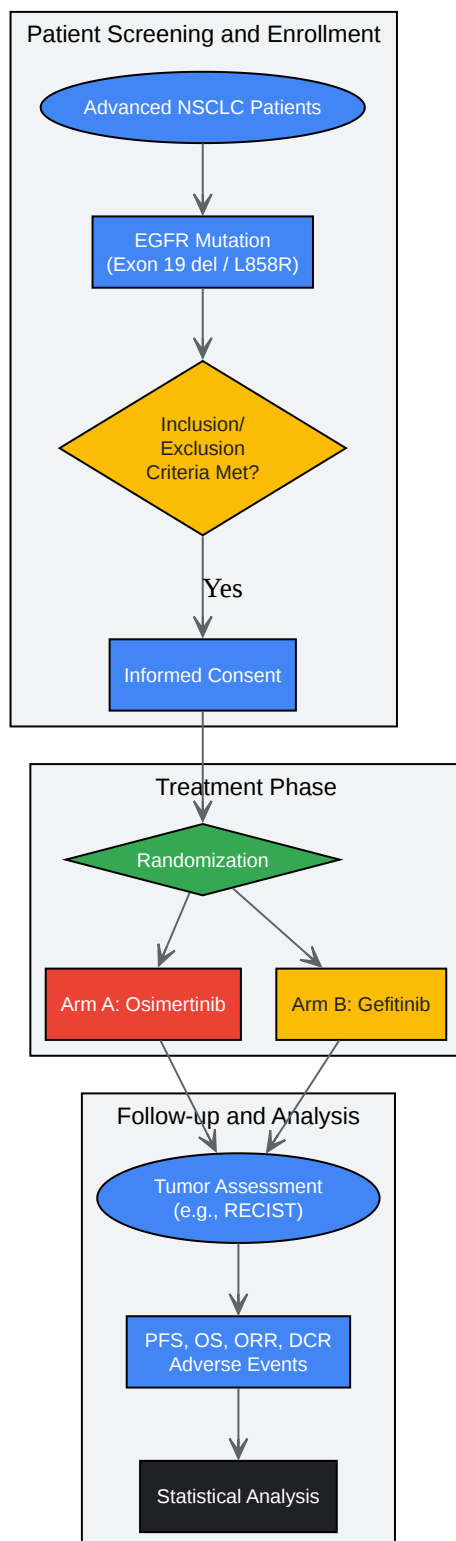 Patient Screening and Enrollment
Advanced NSCLC Patients
EGFR Mutation
(Exon 19 del / L858R)
Inclusion/
Exclusion
Criteria Met?
Yes
Informed Consent
Treatment Phase
Randomization
Arm A: Osimertinib
Arm B: Gefitinib
Follow-up and Analysis
Tumor Assessment
(e.g., RECIST)
PFS, OS, ORR, DCR
Adverse Events
Statistical Analysis